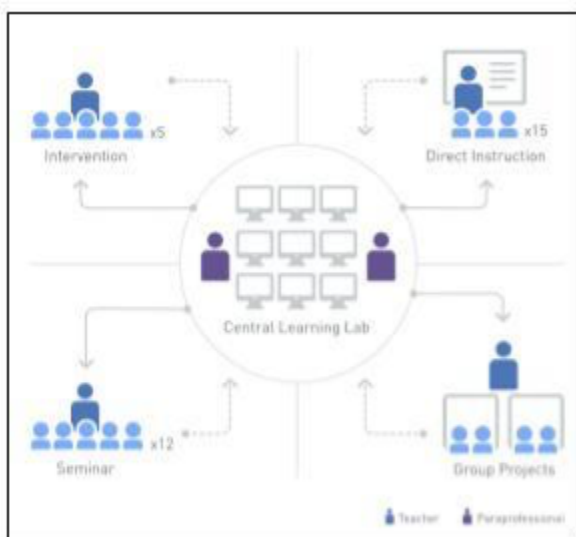 x5
Intervention
x15
Direct Instruction
Central Learning Lab
x12
Seminar
Group Projects
Teacher
Paraprofessional